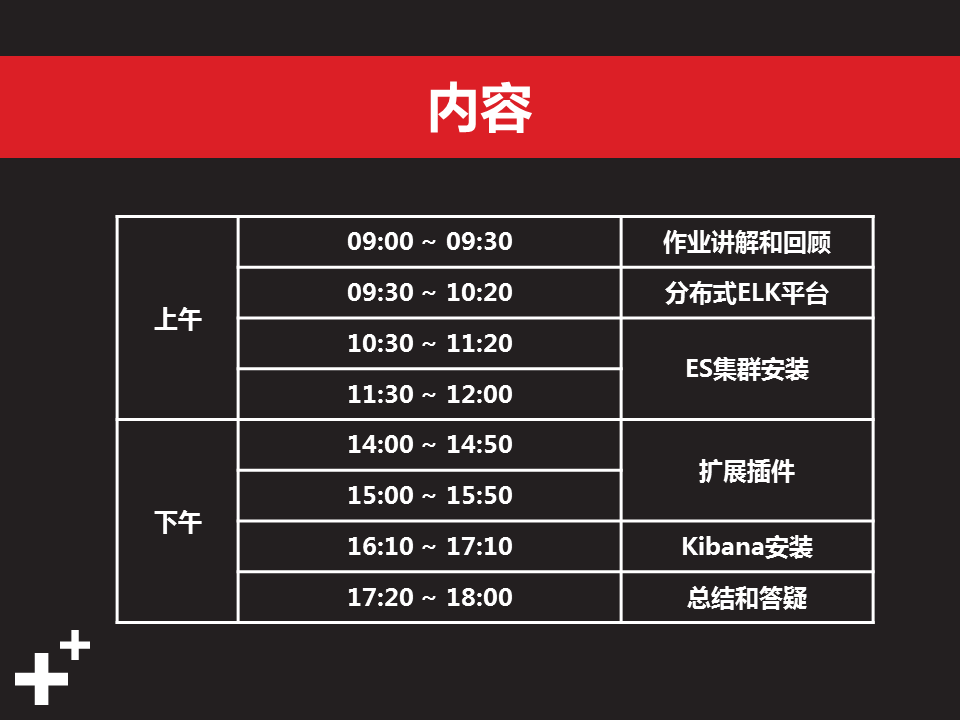 内容
上午
09:00 ~ 09:30
作业讲解和回顾
09:30 ~ 10:20
分布式ELK平台
10:30 ~ 11:20
ES集群安装
11:30 ~ 12:00
下午
14:00 ~ 14:50
扩展插件
15:00 ~ 15:50
16:10 ~ 17:10
Kibana安装
17:20 ~ 18:00
总结和答疑